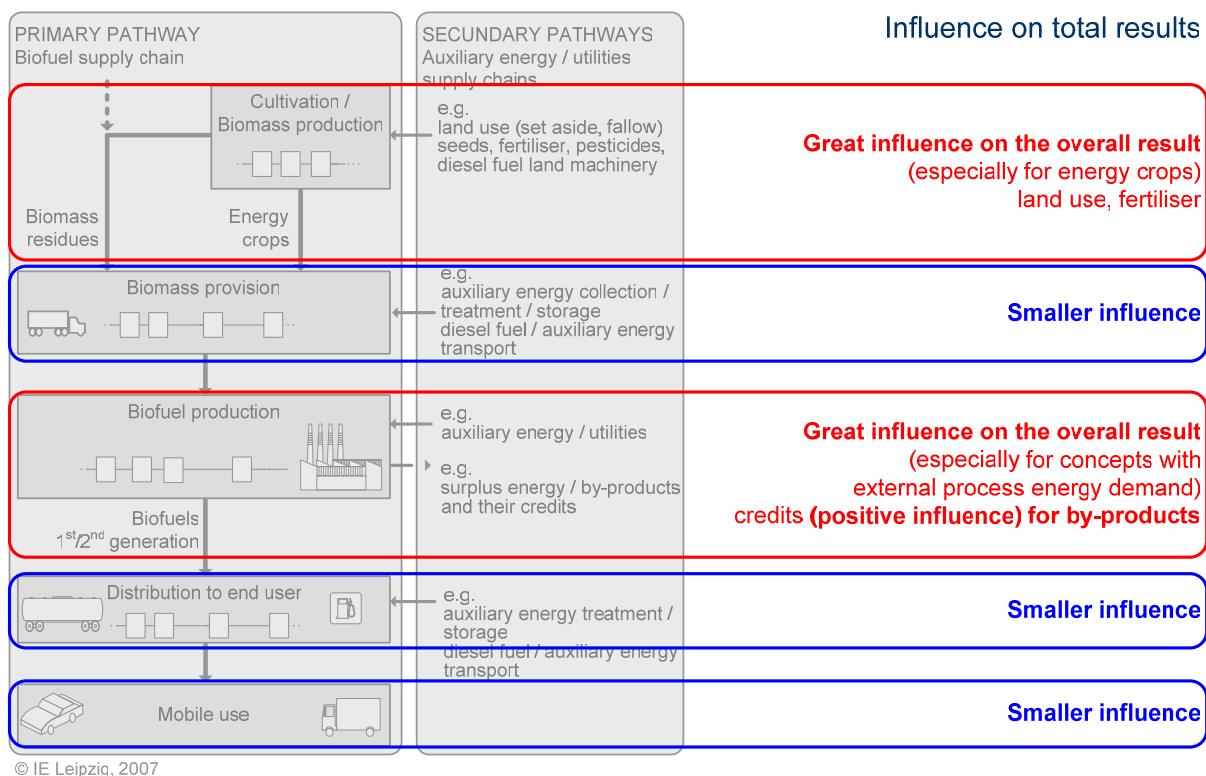 Influence on total results
PRIMARY PATHWAY
Biofuel supply chain
SECUNDARY PATHWAYS
Auxiliary energy / utilities
supply chains
Cultivation /
Biomass production
e.g.
land use (set aside, fallow)
seeds, fertiliser, pesticides,
diesel fuel land machinery
Great influence on the overall result
(especially for energy crops)
land use, fertiliser
Biomass
residues
Energy
crops
Biomass provision
e.g.
auxiliary energy collection /
treatment / storage
diesel fuel / auxiliary energy
transport
Smaller influence
Biofuel production
e.g.
auxiliary energy / utilities
e.g.
surplus energy / by-products
and their credits
Great influence on the overall result
(especially for concepts with
external process energy demand)
credits (positive influence) for by-products
Biofuels
1st/2nd generation
Distribution to end user
e.g.
auxiliary energy treatment /
storage
diesel fuel / auxiliary energy
transport
Smaller influence
Mobile use
Smaller influence
© IE Leipzig, 2007